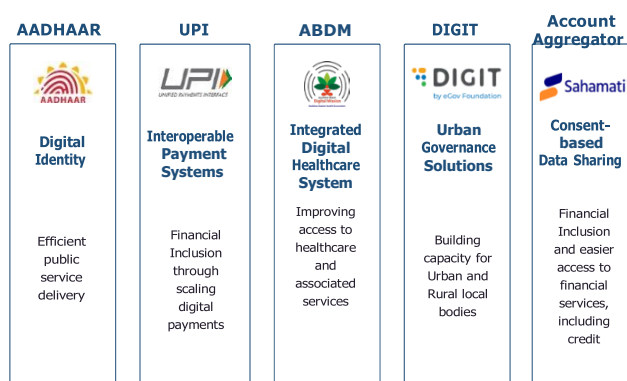 AADHAAR
AADHAAR
Digital
Identity
Efficient
public
service
delivery
UPI
UPI
UNIFIED PAYMENTS INTERFACE
Interoperable
Payment
Systems
Financial
Inclusion
through
scaling
digital
payments
ABDM
Integrated
Digital
Healthcare
System
Improving
access to
healthcare
and
associated
services
DIGIT
DIGIT
by eGov Foundation
Urban
Governance
Solutions
Building
capacity for
Urban and
Rural local
bodies
Account
Aggregator
Sahamati
Consent-
based
Data Sharing
Financial
Inclusion
and easier
access to
financial
services,
including
credit